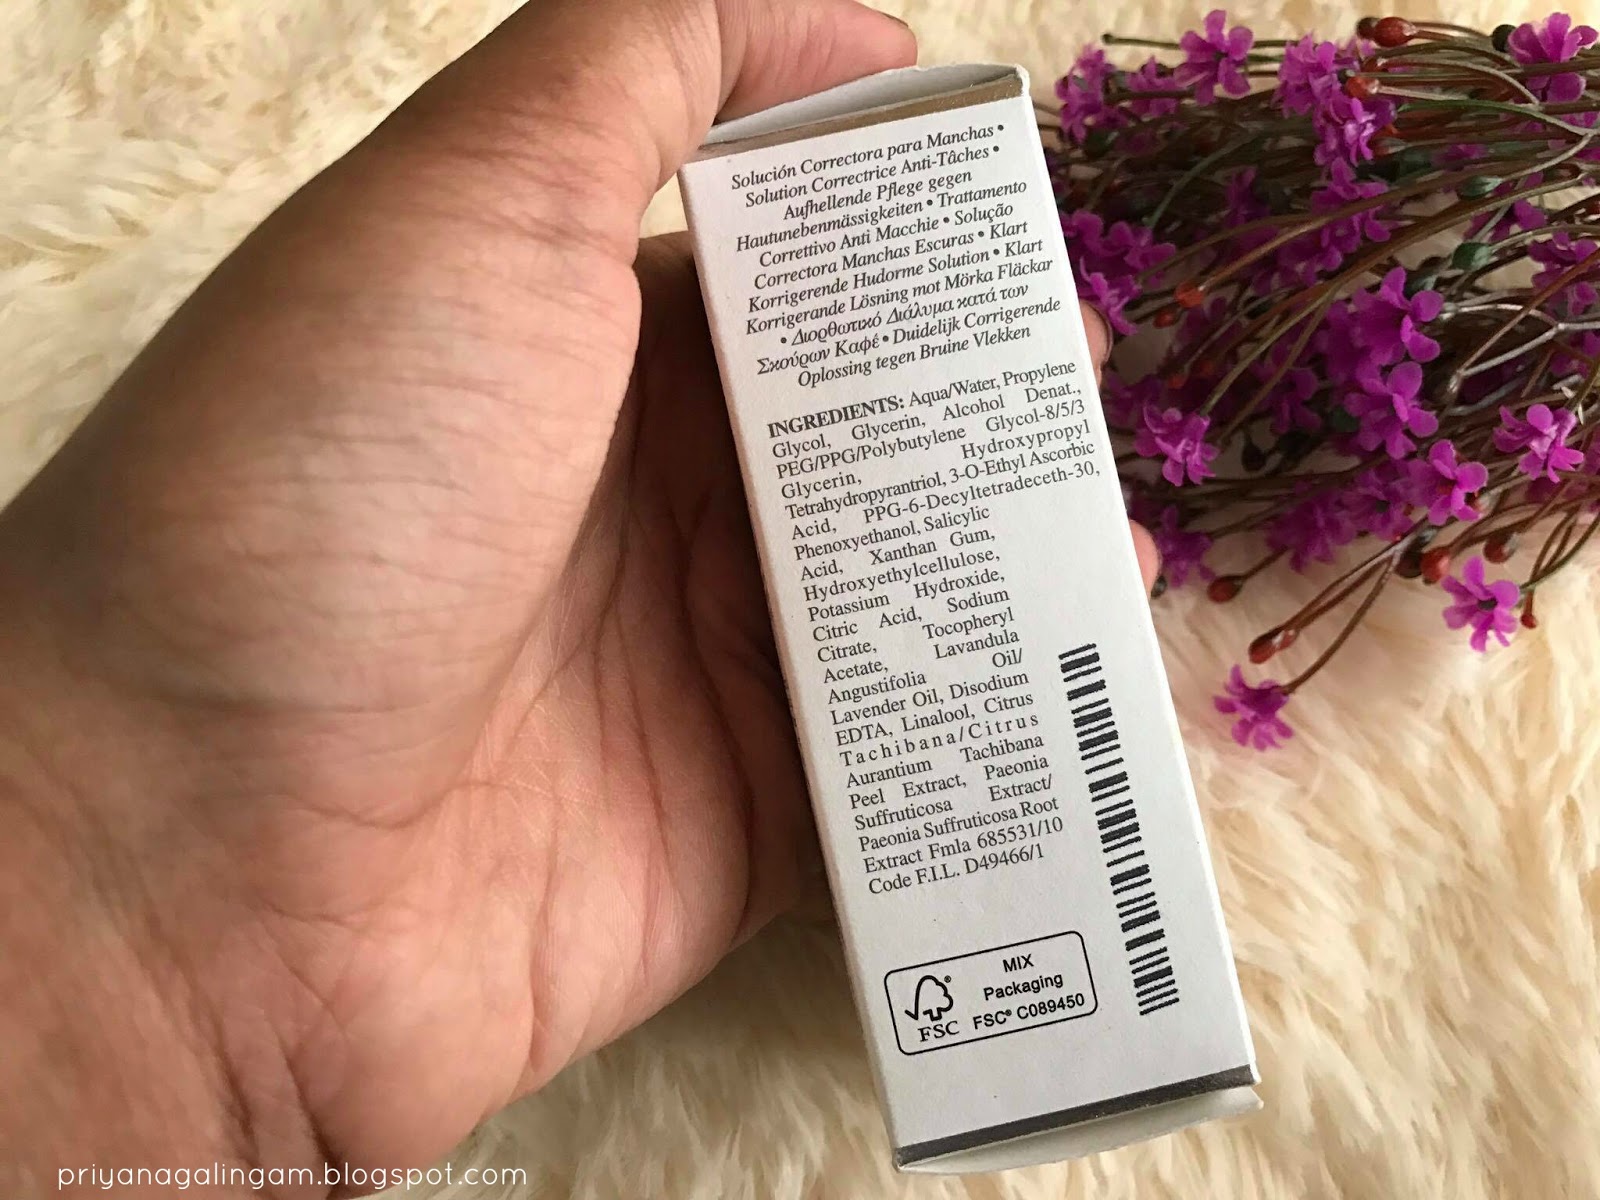 Solución Correctora para Manchas •
Solution Correctrice Anti-Tâches •
Aufhellende Pflege gegen
Hautunebenmässigkeiten • Trattamento
Correttivo Anti Macchie • Solução
Correctora Manchas Escuras • Klart
Korrigerende Hudorme Solution • Klart
Korrigerande Lösning mot Mörka Fläckar
• Διορθωτικό Διάλυμα κατά των
Σκούρων Καφέ • Duidelijk Corrigerende
Oplossing tegen Bruine Vlekken
INGREDIENTS: Aqua/Water, Propylene
Glycol, Glycerin, Alcohol Denat.,
PEG/PPG/Polybutylene Glycol-8/5/3
Glycerin, Hydroxypropyl
Tetrahydropyrantriol, 3-O-Ethyl Ascorbic
Acid, PPG-6-Decyltetradeceth-30,
Phenoxyethanol, Salicylic
Acid, Xanthan Gum,
Hydroxyethylcellulose,
Potassium Hydroxide,
Citric Acid, Sodium
Citrate, Tocopheryl
Acetate, Lavandula
Angustifolia Oil/
Lavender Oil, Disodium
EDTA, Linalool, Citrus
Tachibana/Citrus
Aurantium Tachibana
Peel Extract, Paeonia
Suffruticosa Extract/
Paeonia Suffruticosa Root
Extract Fmla 685531/10
Code F.I.L. D49466/1
MIX
Packaging
FSC® C089450
FSC
priyanagalingam.blogspot.com